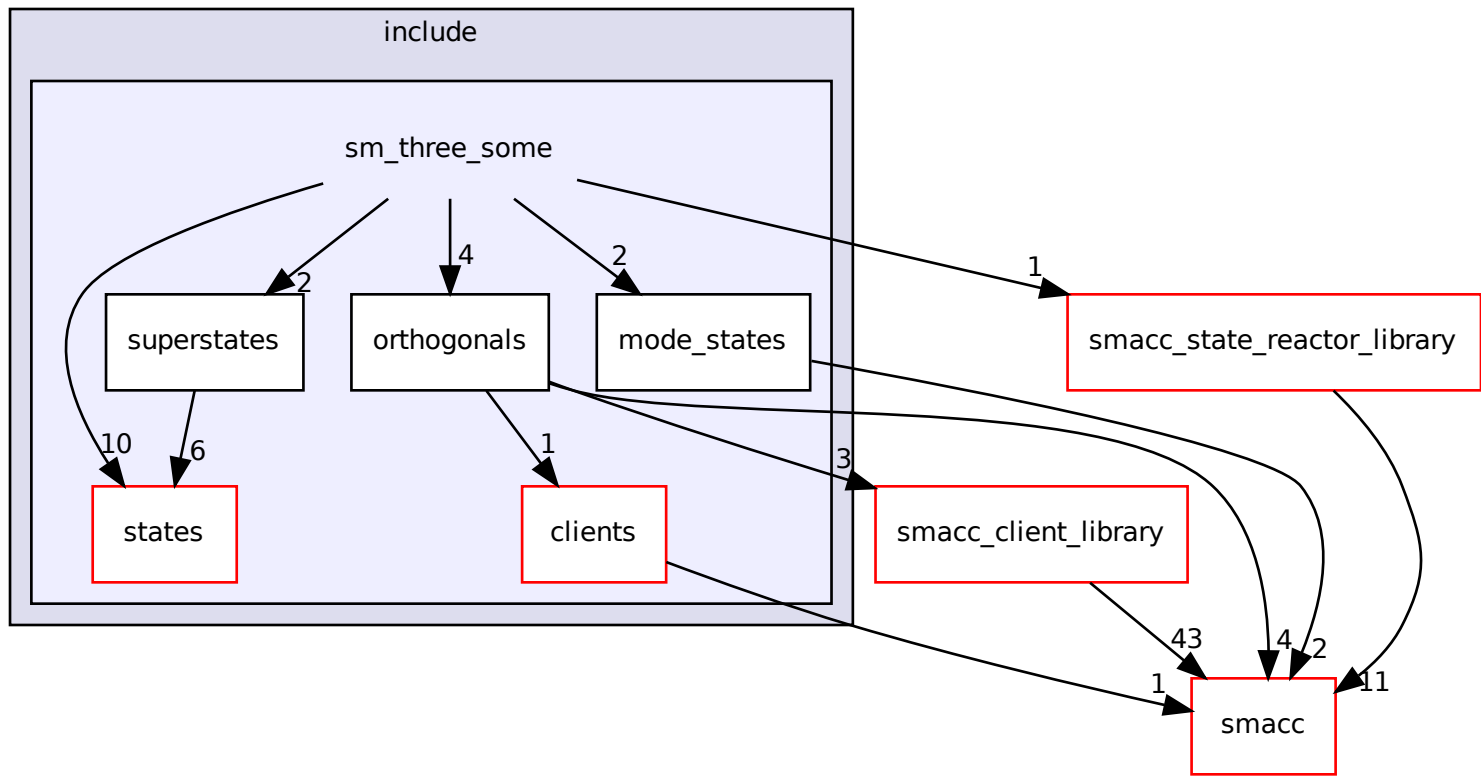 include
sm_three_some
4
2
1
2
superstates
orthogonals
mode_states
smacc_state_reactor_library
10
6
1
3
states
clients
smacc_client_library
43
4
2
1
11
smacc